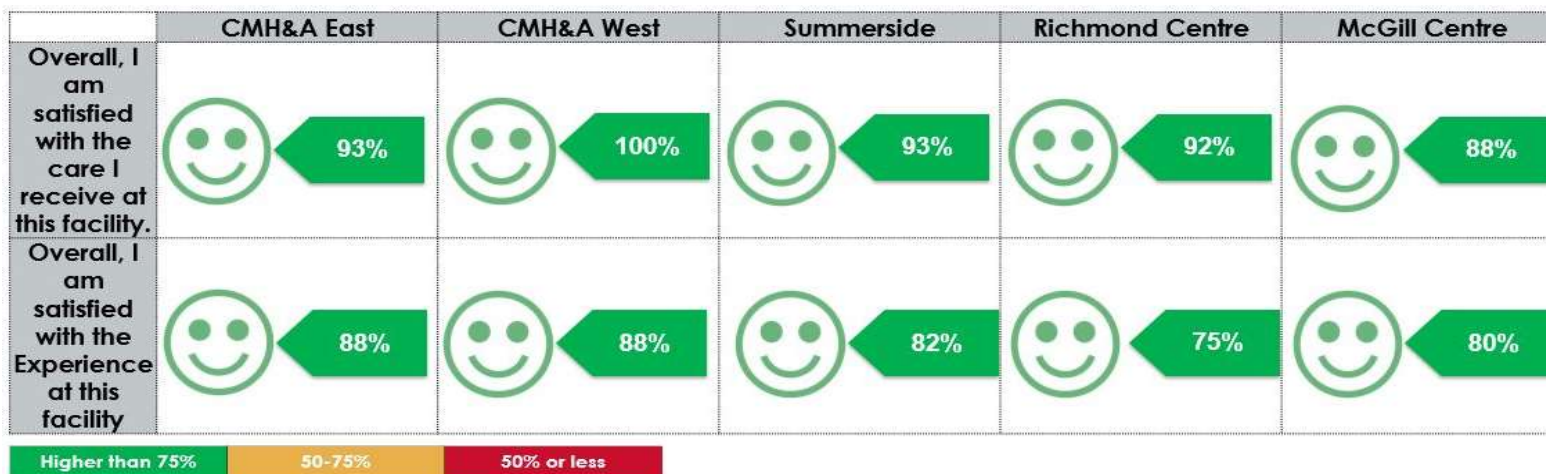 CMH&A East CMH&A West Summerside Richmond Centre McGill Centre
Overall, I
am
satisfied
with the
care I
receive at
this facility.
93% 100% 93% 92% 88%
Overall, I
am
satisfied
with the
Experience
at this
facility
88% 88% 82% 75% 80%
Higher than 75% 50-75% 50% or less